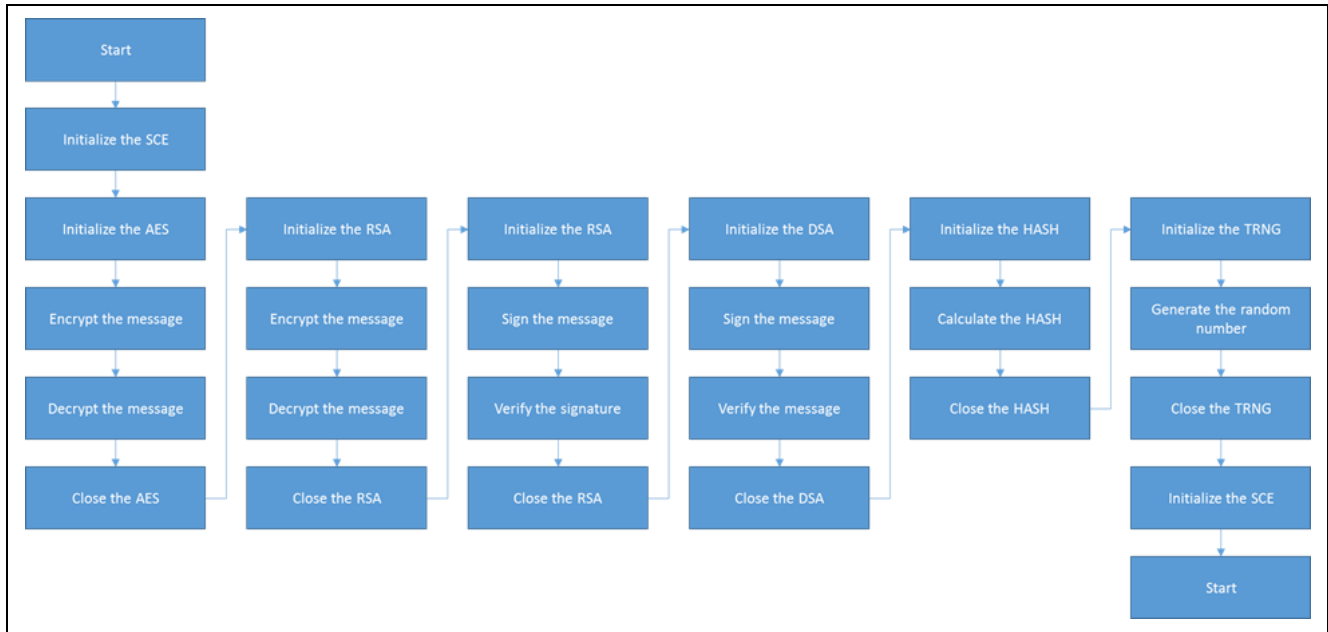 Start
Initialize the SCE
Initialize the AES
Encrypt the message
Decrypt the message
Close the AES
Initialize the RSA
Encrypt the message
Decrypt the message
Close the RSA
Initialize the RSA
Sign the message
Verify the signature
Close the RSA
Initialize the DSA
Sign the message
Verify the message
Close the DSA
Initialize the HASH
Calculate the HASH
Close the HASH
Initialize the TRNG
Generate the random
number
Close the TRNG
Initialize the SCE
Start